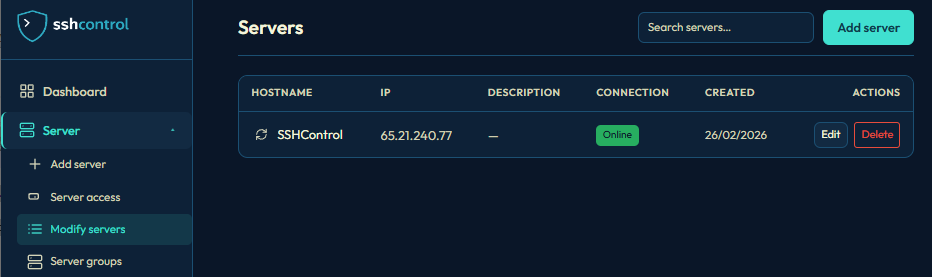 sshcontrol
Servers
Search servers...
Add server
Dashboard
Server
Add server
Server access
Modify servers
Server groups
HOSTNAME IP DESCRIPTION CONNECTION CREATED ACTIONS
SSHControl 65.21.240.77 — Online 26/02/2026 Edit Delete